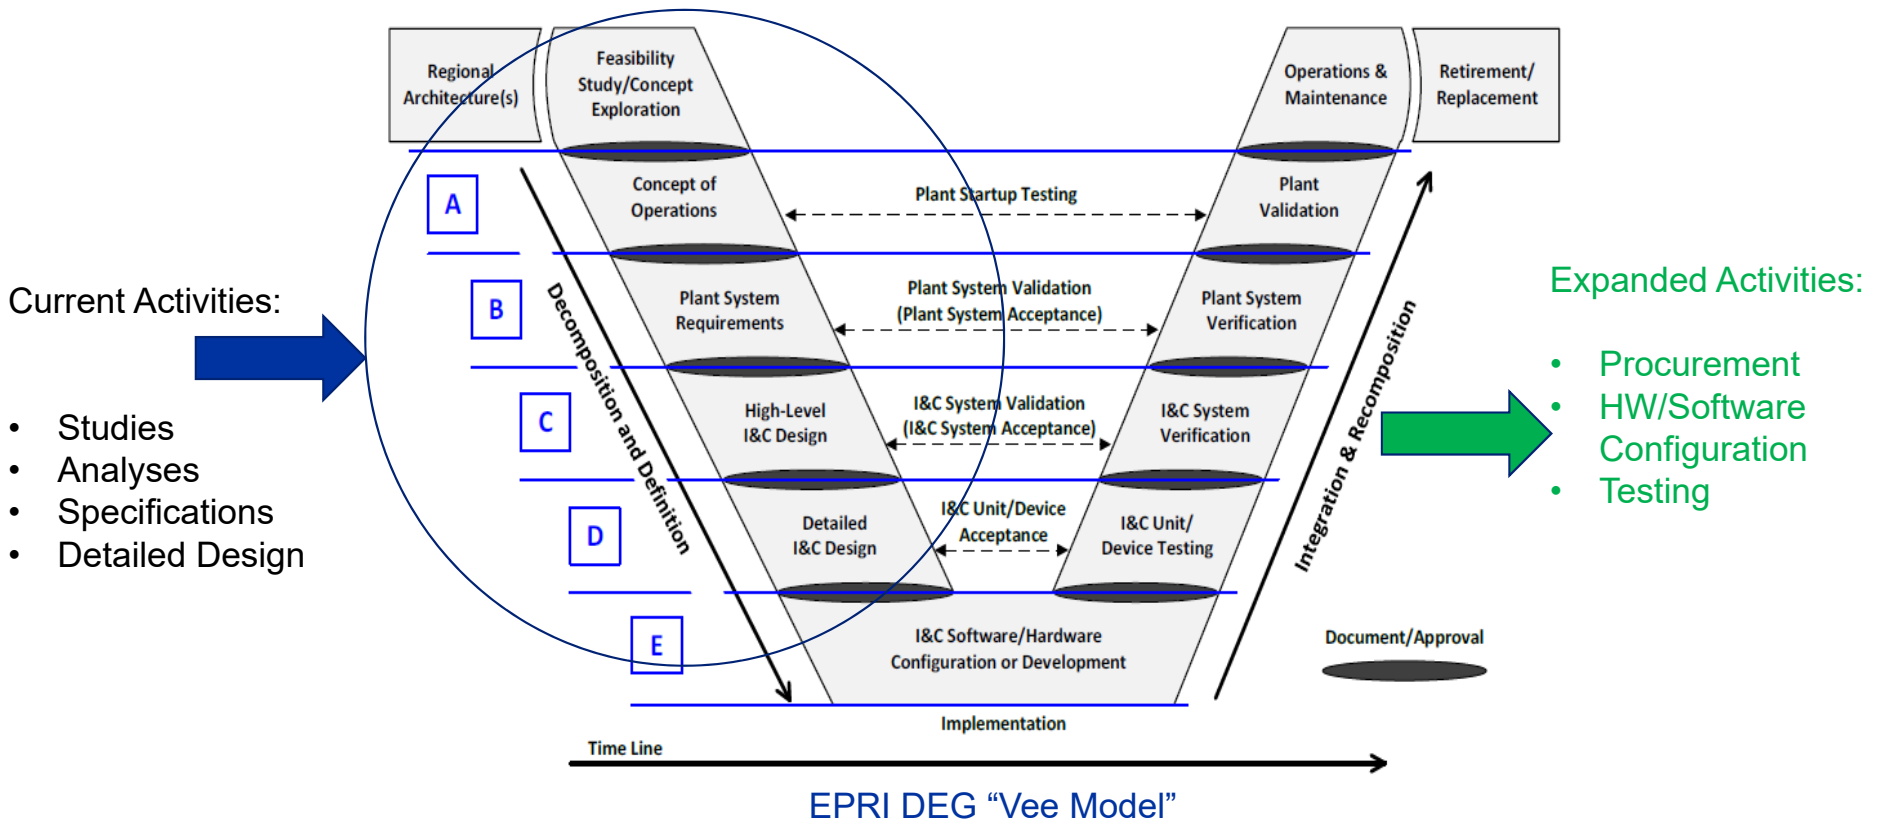 Regional
Architecture(s)
Feasibility
Study/Concept
Exploration
Operations &
Maintenance
Retirement/
Replacement
A
Concept of
Operations
Plant Startup Testing
Plant
Validation
B
Plant System
Requirements
Plant System Validation
(Plant System Acceptance)
Plant System
Verification
C
High-Level
I&C Design
I&C System Validation
(I&C System Acceptance)
I&C System
Verification
D
Detailed
I&C Design
I&C Unit/Device
Acceptance
I&C Unit/
Device Testing
E
I&C Software/Hardware
Configuration or Development
Decomposition and Definition
Integration & Recomposition
Document/Approval
Implementation
Time Line
Current Activities:
• Studies
• Analyses
• Specifications
• Detailed Design
Expanded Activities:
• Procurement
• HW/Software
Configuration
• Testing
EPRI DEG “Vee Model”